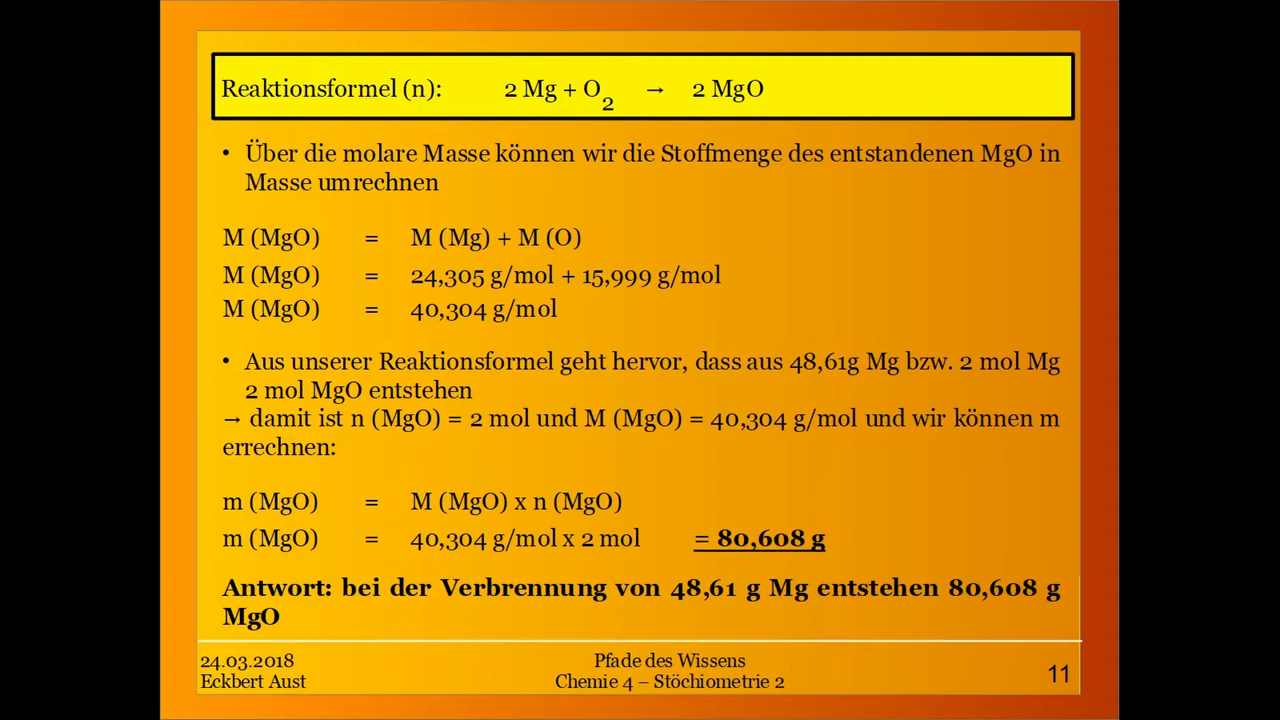 Reaktionsformel (n): 2 Mg + O2 → 2 MgO
• Über die molare Masse können wir die Stoffmenge des entstandenen MgO in
Masse umrechnen
M (MgO) = M (Mg) + M (O)
M (MgO) = 24,305 g/mol + 15,999 g/mol
M (MgO) = 40,304 g/mol
• Aus unserer Reaktionsformel geht hervor, dass aus 48,61g Mg bzw. 2 mol Mg
2 mol MgO entstehen
→ damit ist n (MgO) = 2 mol und M (MgO) = 40,304 g/mol und wir können m
errechnen:
m (MgO) = M (MgO) x n (MgO)
m (MgO) = 40,304 g/mol x 2 mol = 80,608 g
Antwort: bei der Verbrennung von 48,61 g Mg entstehen 80,608 g
MgO
24.03.2018
Eckbert Aust
Pfade des Wissens
Chemie 4 – Stöchiometrie 2
11